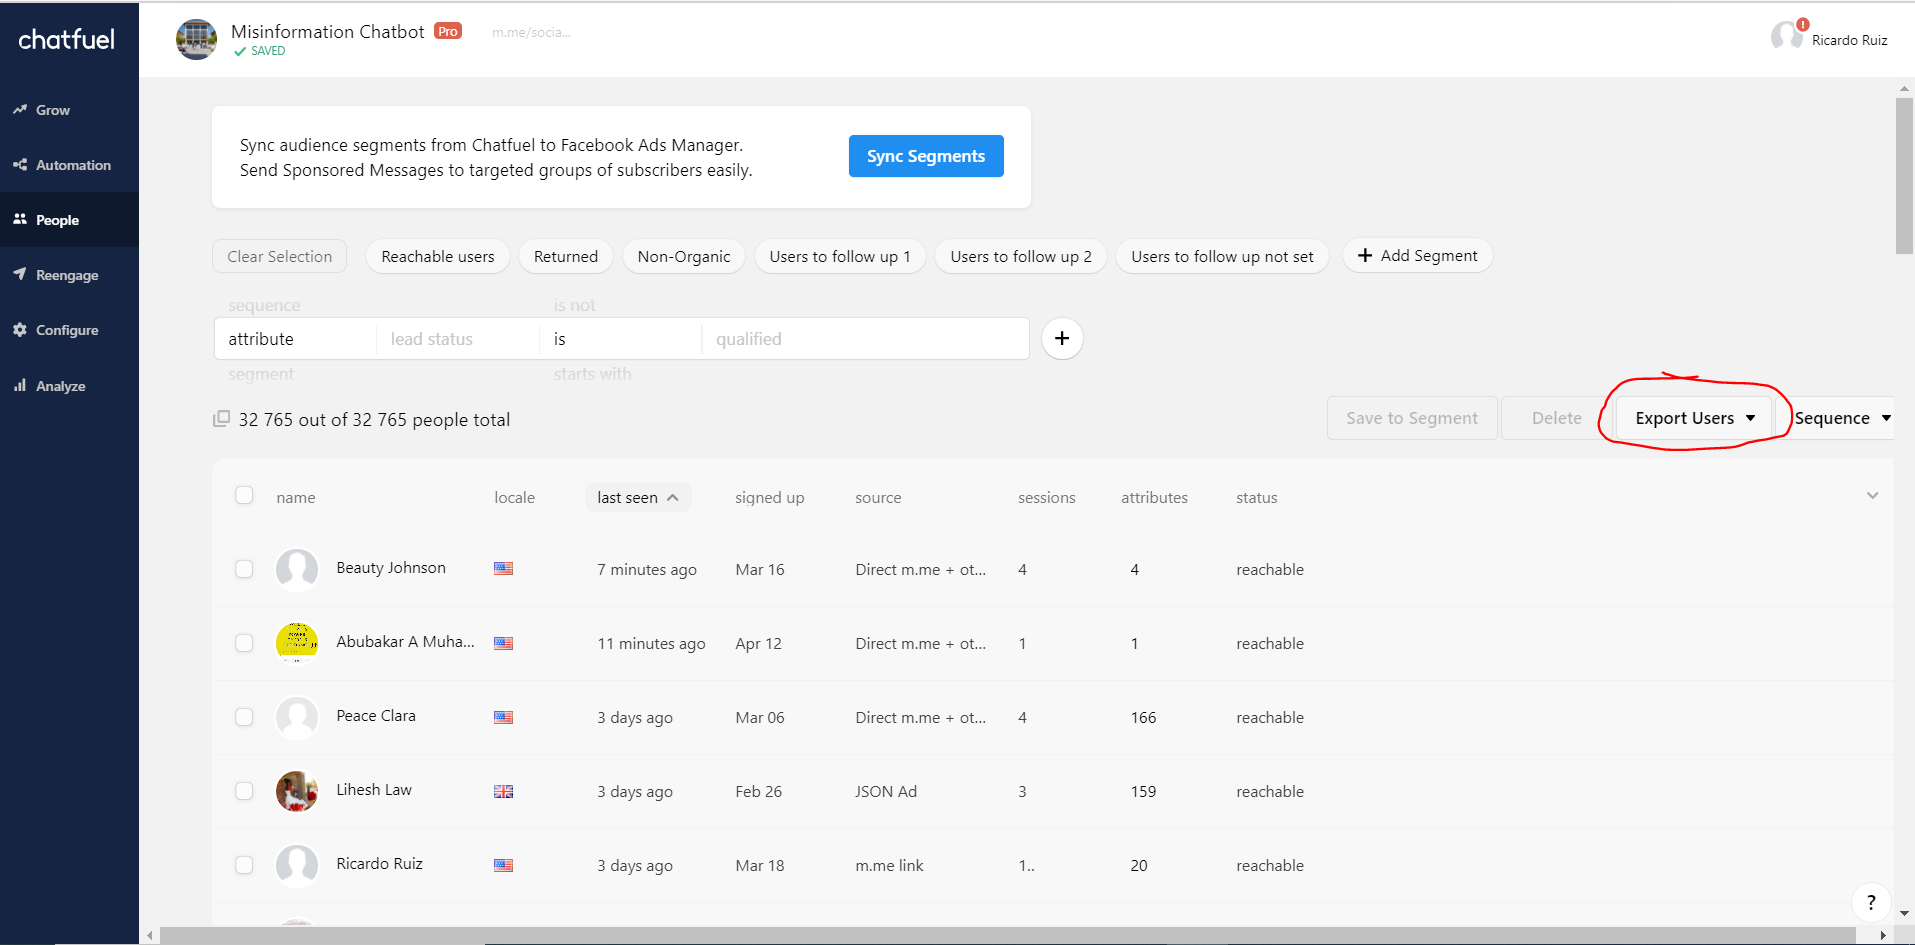 chatfuel
Misinformation Chatbot Pro m.me/socia...
SAVED
! Ricardo Ruiz
Grow
Automation
People
Reengage
Configure
Analyze
Sync audience segments from Chatfuel to Facebook Ads Manager.
Send Sponsored Messages to targeted groups of subscribers easily.
Sync Segments
Clear Selection Reachable users Returned Non-Organic Users to follow up 1 Users to follow up 2 Users to follow up not set + Add Segment
sequence is not
attribute lead status is qualified +
segment starts with
32 765 out of 32 765 people total Save to Segment Delete Export Users Sequence
name locale last seen signed up source sessions attributes status
Beauty Johnson 7 minutes ago Mar 16 Direct m.me + ot... 4 4 reachable
Abubakar A Muha... 11 minutes ago Apr 12 Direct m.me + ot... 1 1 reachable
Peace Clara 3 days ago Mar 06 Direct m.me + ot... 4 166 reachable
Lihesh Law 3 days ago Feb 26 JSON Ad 3 159 reachable
Ricardo Ruiz 3 days ago Mar 18 m.me link 1.. 20 reachable
?